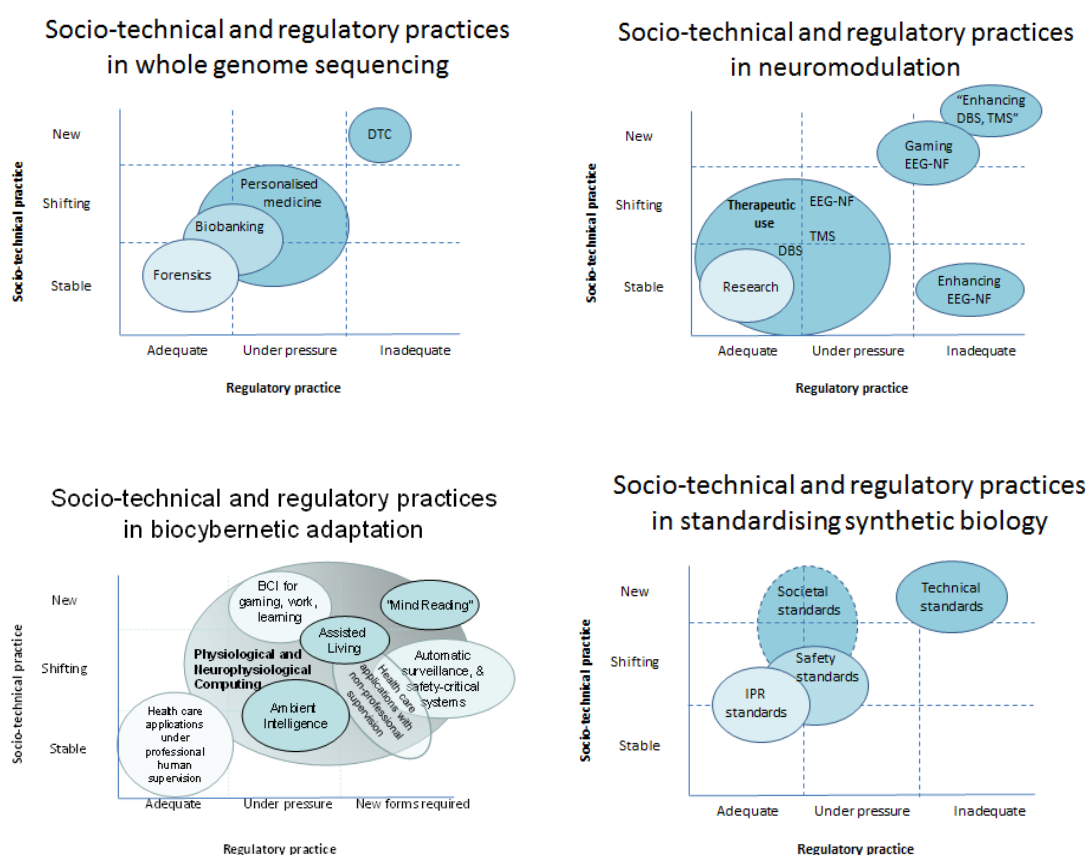 Socio-technical and regulatory practices
in whole genome sequencing
Socio-technical practice
New
Shifting
Stable
DTC
Personalised
medicine
Biobanking
Forensics
Adequate
Under pressure
Inadequate
Regulatory practice
Socio-technical and regulatory practices
in neuromodulation
Socio-technical practice
New
Shifting
Stable
“Enhancing
DBS, TMS”
Gaming
EEG-NF
Therapeutic
use
EEG-NF
TMS
DBS
Research
Enhancing
EEG-NF
Adequate
Under pressure
Inadequate
Regulatory practice
Socio-technical and regulatory practices
in biocybernetic adaptation
Socio-technical practice
New
Shifting
Stable
BCI for
gaming, work,
learning
"Mind Reading"
Assisted
Living
Physiological and
Neurophysiological
Computing
Automatic
surveillance, &
safety-critical
systems
Health care
applications with
non-professional
supervision
Ambient
Intelligence
Health care
applications
under
professional
human
supervision
Adequate
Under pressure
New forms required
Regulatory practice
Socio-technical and regulatory practices
in standardising synthetic biology
Socio-technical practice
New
Shifting
Stable
Societal
standards
Technical
standards
Safety
standards
IPR
standards
Adequate
Under pressure
Inadequate
Regulatory practice